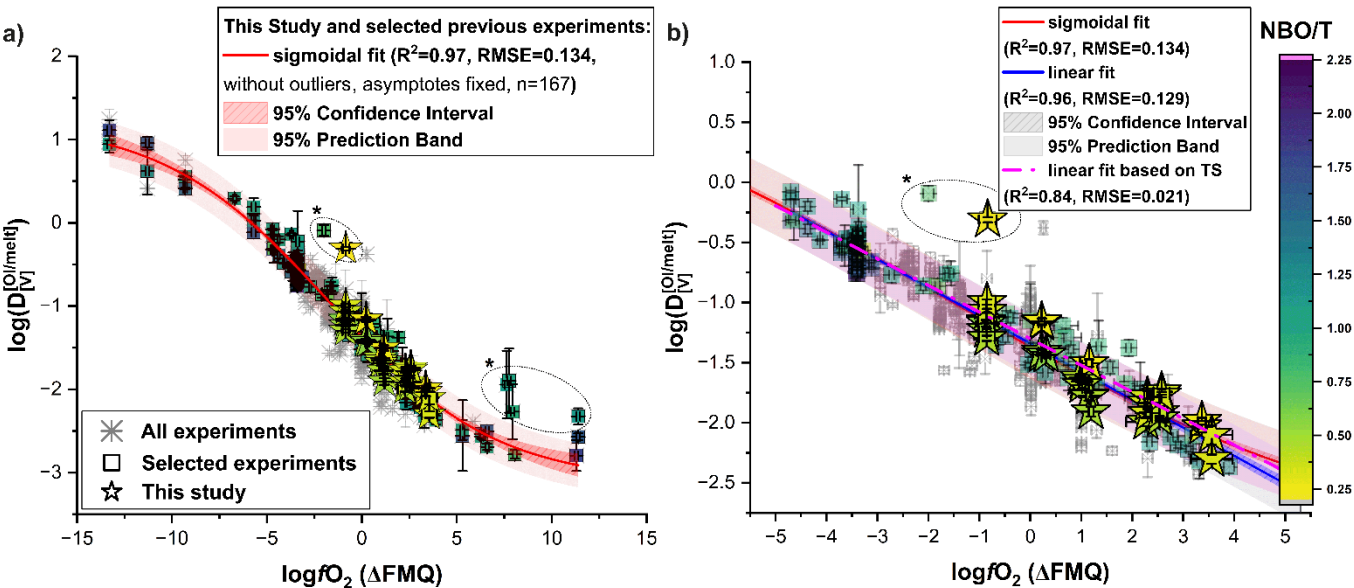 a)
This Study and selected previous experiments:
sigmoidal fit (R²=0.97, RMSE=0.134,
without outliers, asymptotes fixed, n=167)
95% Confidence Interval
95% Prediction Band
*
*
All experiments
Selected experiments
This study
log(D[V][Ol/melt])
2
1
0
−1
−2
−3
−15
−10
−5
0
5
10
15
logfO₂ (ΔFMQ)
b)
sigmoidal fit
(R²=0.97, RMSE=0.134)
linear fit
(R²=0.96, RMSE=0.129)
95% Confidence Interval
95% Prediction Band
linear fit based on TS
(R²=0.84, RMSE=0.021)
*
log(D[V][Ol/melt])
1.0
0.5
0.0
−0.5
−1.0
−1.5
−2.0
−2.5
−5
−4
−3
−2
−1
0
1
2
3
4
5
logfO₂ (ΔFMQ)
NBO/T
2.25
2.00
1.75
1.50
1.25
1.00
0.75
0.50
0.25